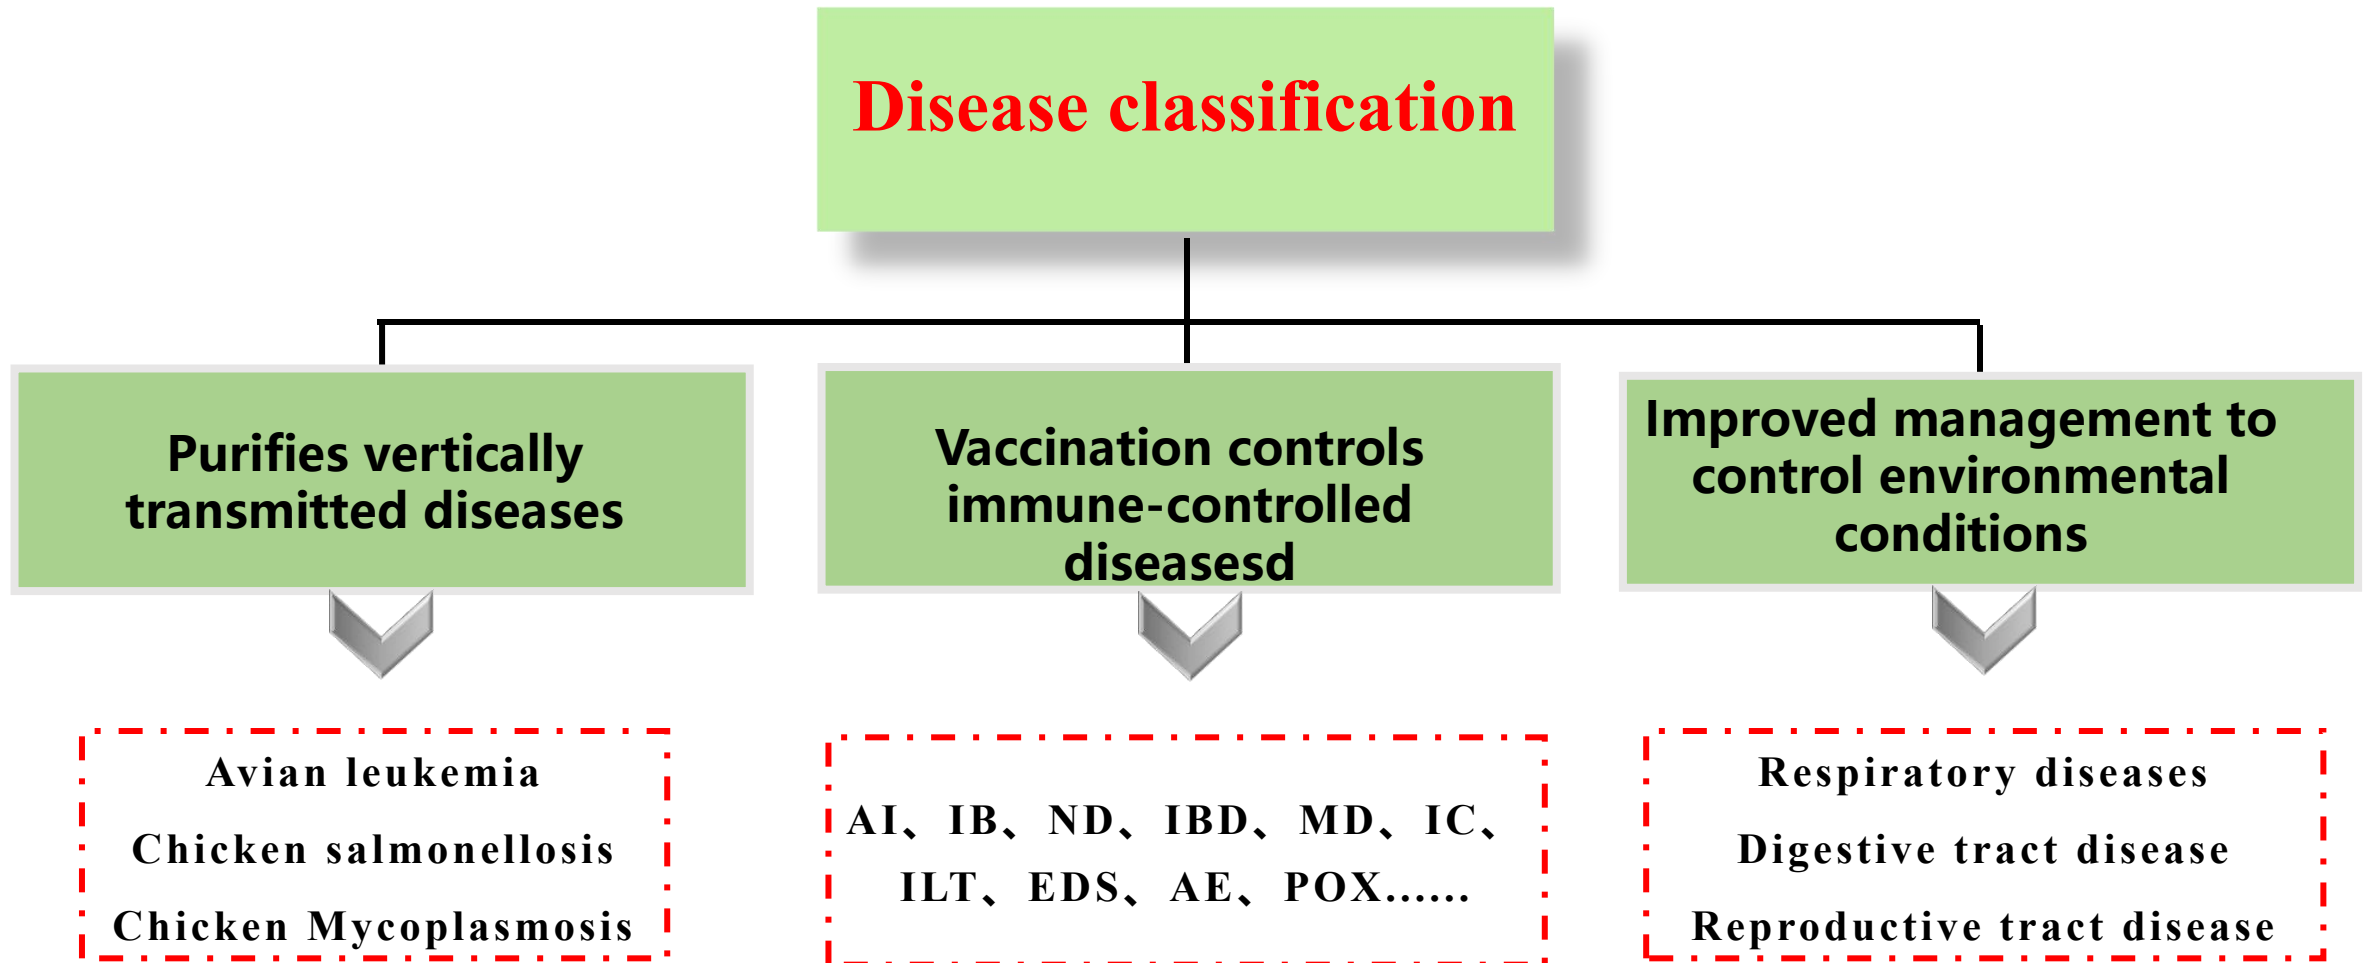 Disease classification
Purifies vertically
transmitted diseases
Vaccination controls
immune-controlled
diseasesd
Improved management to
control environmental
conditions
Avian leukemia
Chicken salmonellosis
Chicken Mycoplasmosis
AI、IB、ND、IBD、MD、IC、
ILT、EDS、AE、POX......
Respiratory diseases
Digestive tract disease
Reproductive tract disease